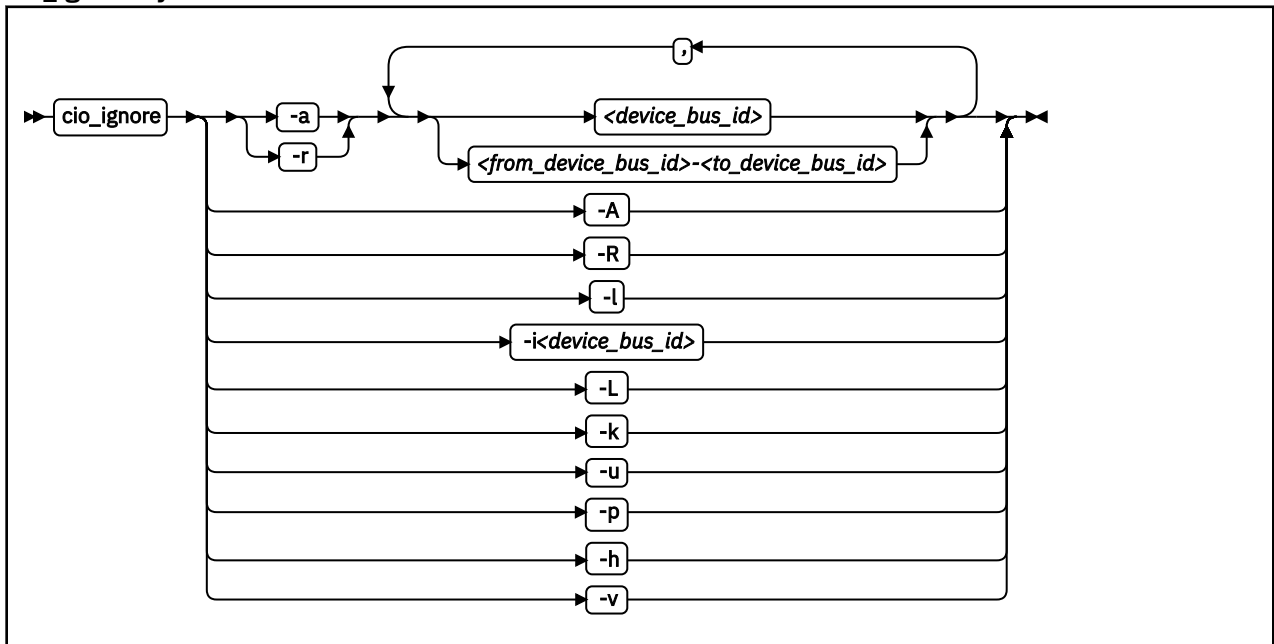 ,
cio_ignore -a <device_bus_id>
-r <from_device_bus_id>-<to_device_bus_id>
-A
-R
-l
-i<device_bus_id>
-L
-k
-u
-p
-h
-v